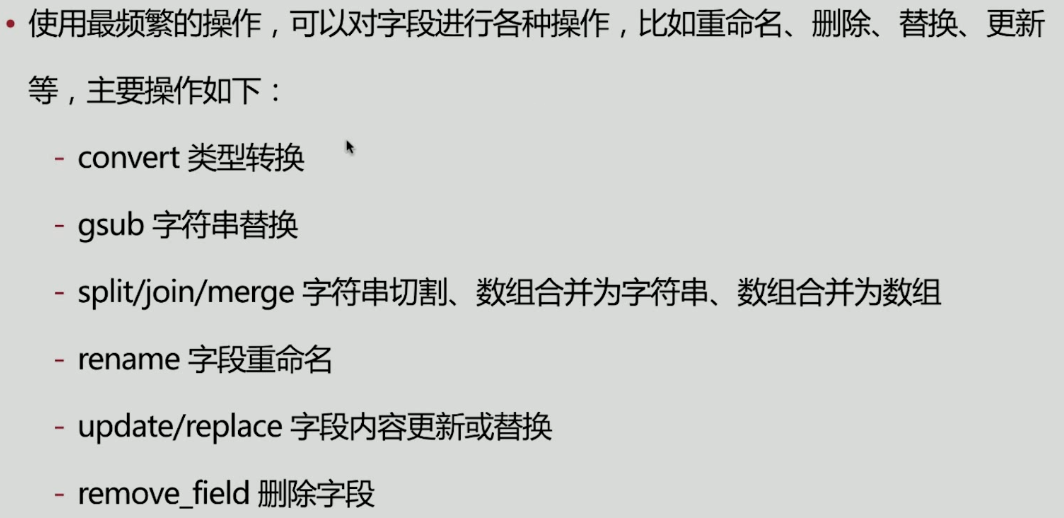 • 使用最频繁的操作，可以对字段进行各种操作，比如重命名、删除、替换、更新
等，主要操作如下：
- convert 类型转换
- gsub 字符串替换
- split/join/merge 字符串切割、数组合并为字符串、数组合并为数组
- rename 字段重命名
- update/replace 字段内容更新或替换
- remove_field 删除字段